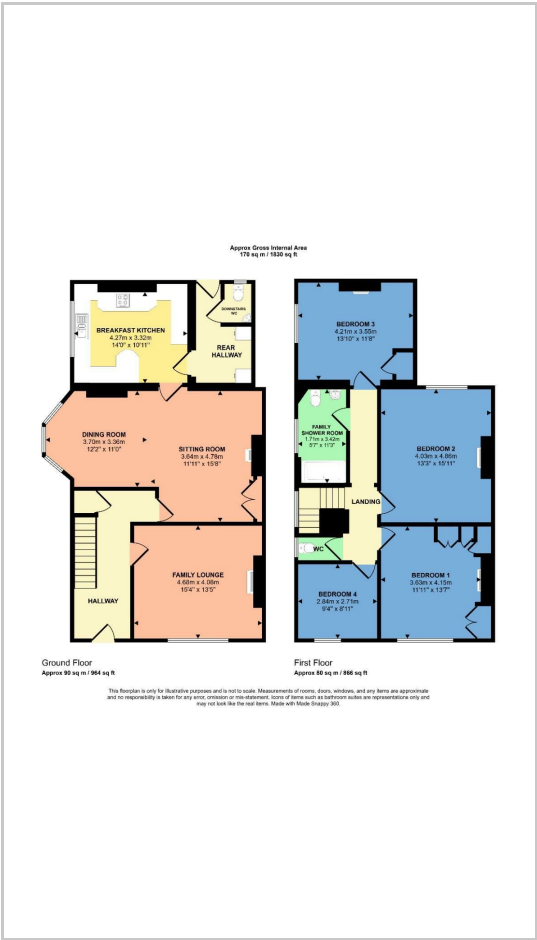 Approx Gross Internal Area
170 sq m / 1830 sq ft
BREAKFAST KITCHEN
4.27m x 3.32m
14'0" x 10'11"
DOWNSTAIRS
WC
REAR
HALLWAY
DINING ROOM
3.70m x 3.36m
12'2" x 11'0"
SITTING ROOM
3.64m x 4.78m
11'11" x 15'8"
FAMILY LOUNGE
4.68m x 4.08m
15'4" x 13'5"
HALLWAY
Ground Floor
Approx 90 sq m / 964 sq ft
BEDROOM 3
4.21m x 3.55m
13'10" x 11'8"
FAMILY
SHOWER ROOM
1.71m x 3.42m
5'7" x 11'3"
BEDROOM 2
4.03m x 4.86m
13'3" x 15'11"
LANDING
WC
BEDROOM 4
2.84m x 2.71m
9'4" x 8'11"
BEDROOM 1
3.63m x 4.15m
11'11" x 13'7"
First Floor
Approx 80 sq m / 866 sq ft
This floorplan is only for illustrative purposes and is not to scale. Measurements of rooms, doors, windows, and any items are approximate
and no responsibility is taken for any error, omission or mis-statement. Icons of items such as bathroom suites are representations only and
may not look like the real items. Made with Made Snappy 360.